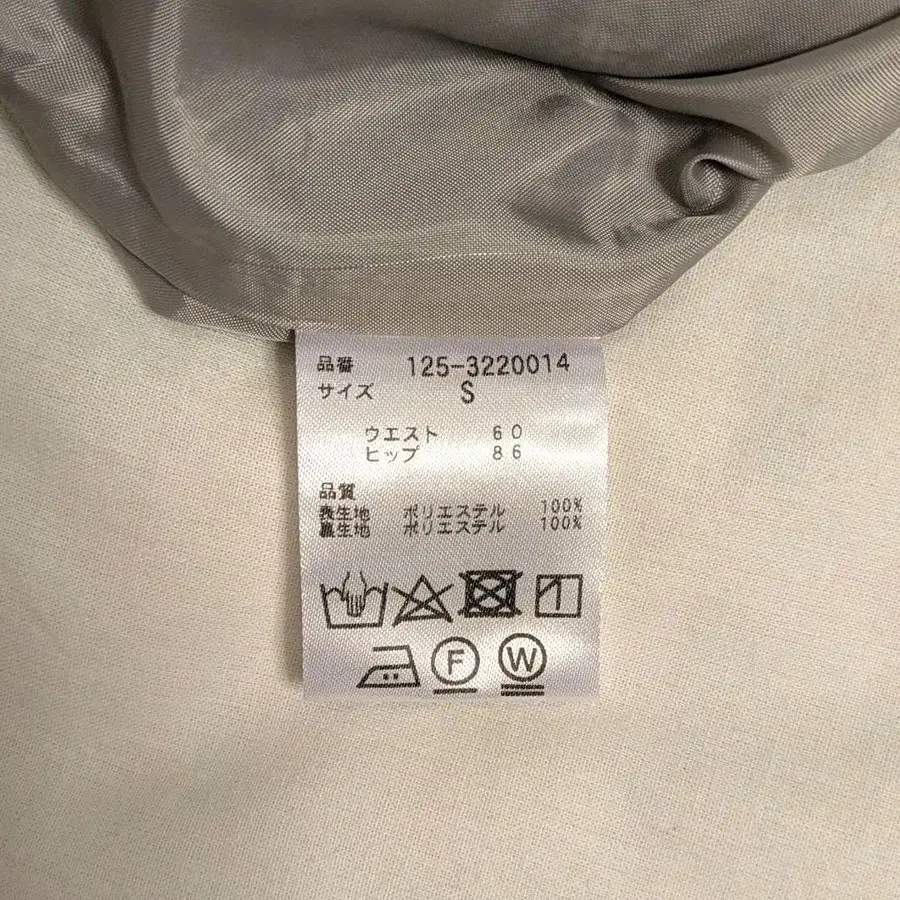 品番 125-3220014
サイズ S
ウエスト 60
ヒップ 86
品質
表生地 ポリエステル 100%
裏生地 ポリエステル 100%
F W